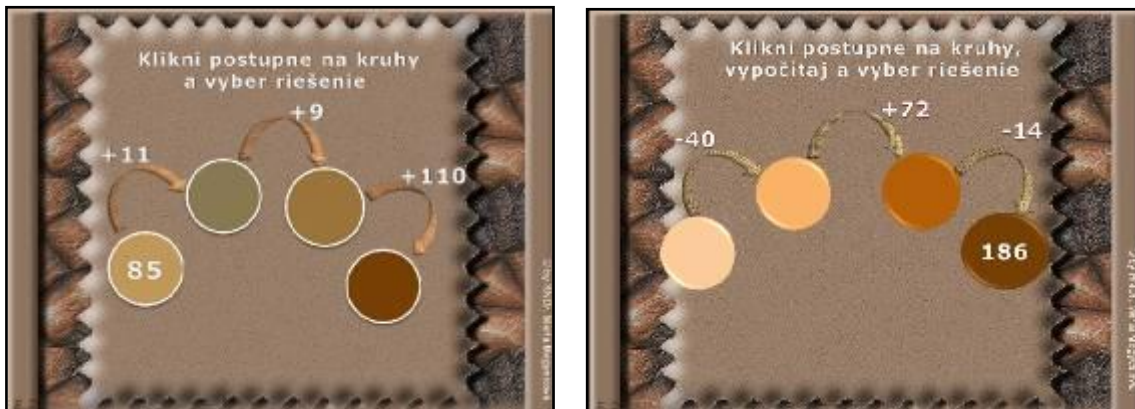 Klikni postupne na kruhy
a vyber riešenie
+9
+11
+110
85
Klikni postupne na kruhy,
vypočítaj a vyber riešenie
+72
-40
-14
186